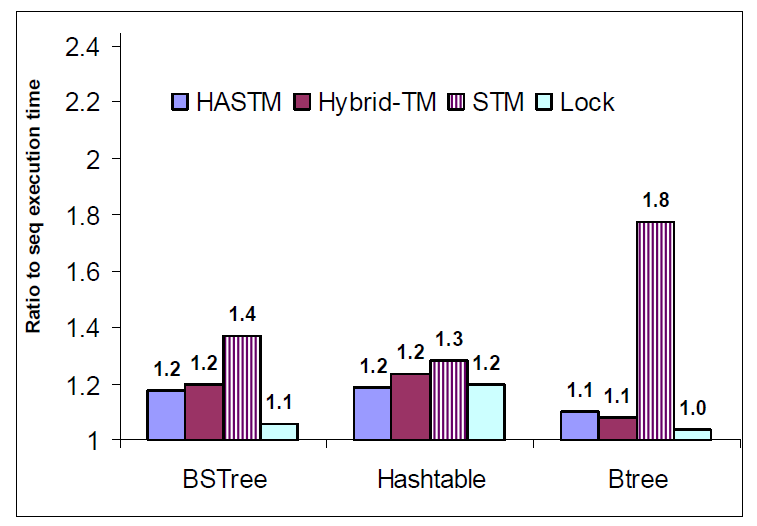 Ratio to seq execution time
2.4
2.2
2
1.8
1.6
1.4
1.2
1
HASTM Hybrid-TM STM Lock
1.2 1.2 1.4 1.1
1.2 1.2 1.3 1.2
1.1 1.1 1.8 1.0
BSTree Hashtable Btree